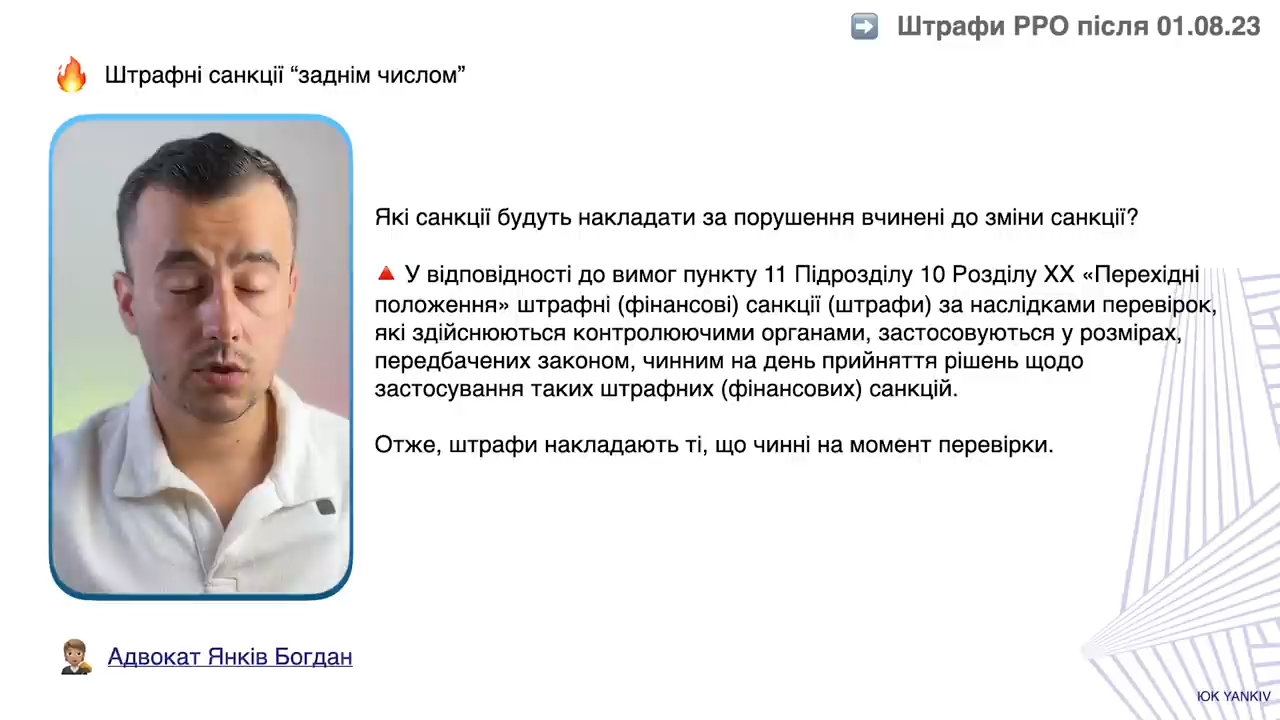 Штрафи РРО після 01.08.23
Штрафні санкції “заднім числом”
Які санкції будуть накладати за порушення вчинені до зміни санкції?
У відповідності до вимог пункту 11 Підрозділу 10 Розділу ХХ «Перехідні
положення» штрафні (фінансові) санкції (штрафи) за наслідками перевірок,
які здійснюються контролюючими органами, застосовуються у розмірах,
передбачених законом, чинним на день прийняття рішень щодо
застосування таких штрафних (фінансових) санкцій.
Отже, штрафи накладають ті, що чинні на момент перевірки.
Адвокат Янків Богдан
ЮК YANKIV